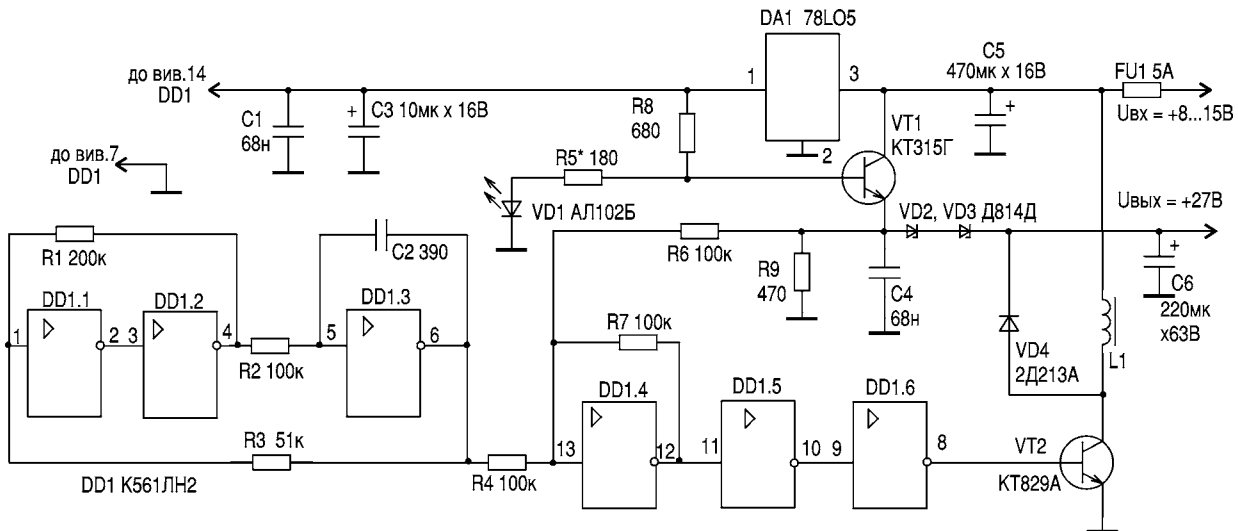 DA1 78LO5
до вив.14
DD1
1
3
2
C5
470мк x 16В
FU1 5A
Uвх = +8...15В
C1
68н
+
C3 10мк x 16В
R8
680
+
VT1
КТ315Г
до вив.7
DD1
R5* 180
VD1 АЛ102Б
VD2, VD3 Д814Д
Uвых = +27В
R1 200к
C2 390
R6 100к
R9
470
C4
68н
+
C6
220мк
x63В
DD1.1
DD1.2
DD1.3
1
2
3
4
5
6
R2 100к
R7 100к
VD4
2Д213А
L1
DD1.4
DD1.5
DD1.6
R3 51к
13
12
11
10
9
8
VT2
КТ829А
R4 100к
DD1 К561ЛН2